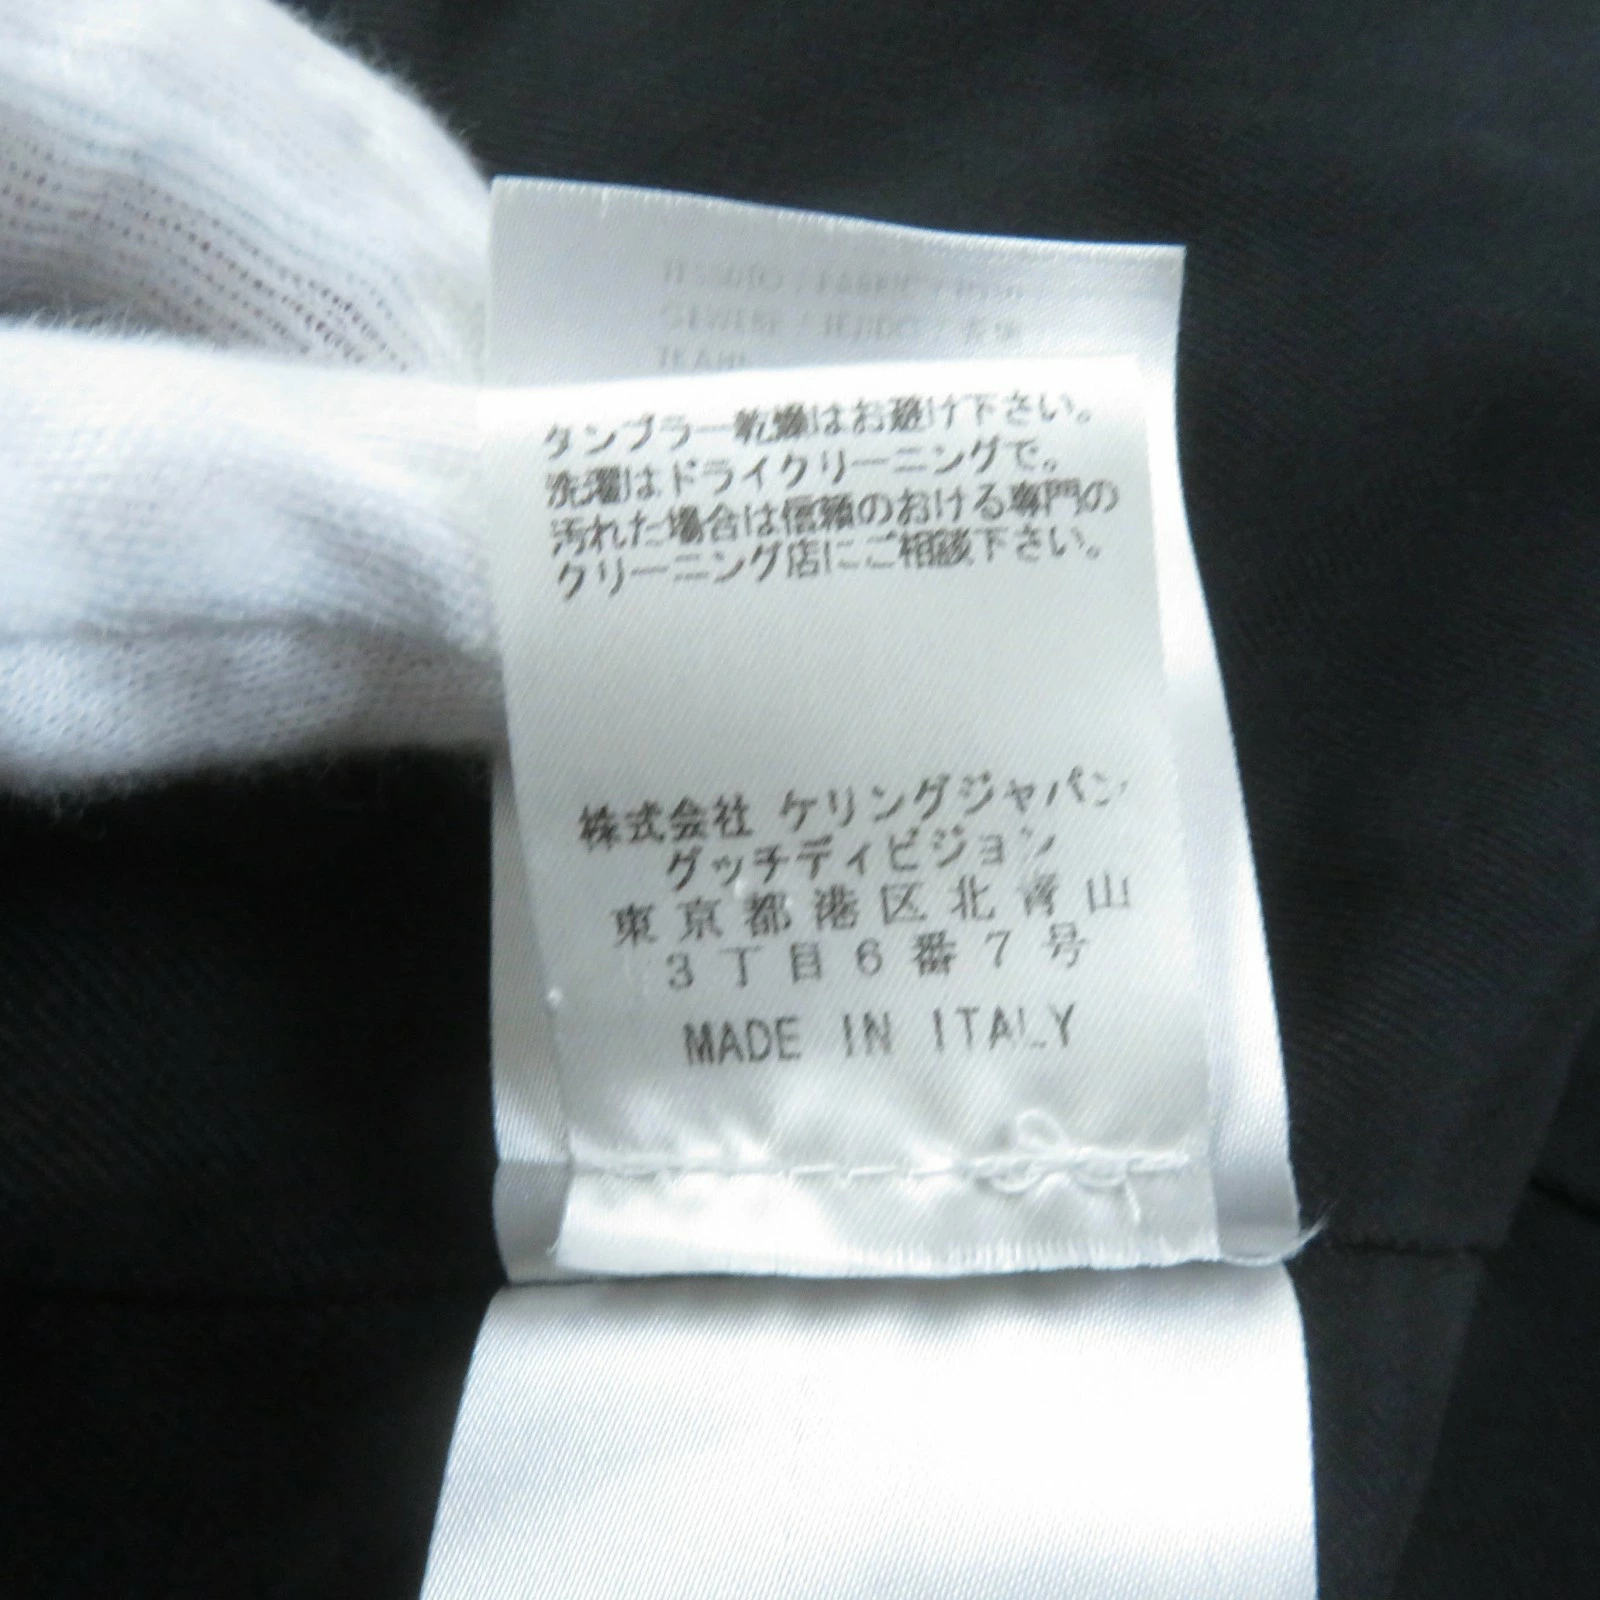 タンブラー乾燥はお避け下さい。
洗濯はドライクリーニングで。
汚れた場合は信頼のおける専門の
クリーニング店にご相談下さい。
株式会社 ケリングジャパン
グッチディビジョン
東京都港区北青山
3丁目6番7号
MADE IN ITALY